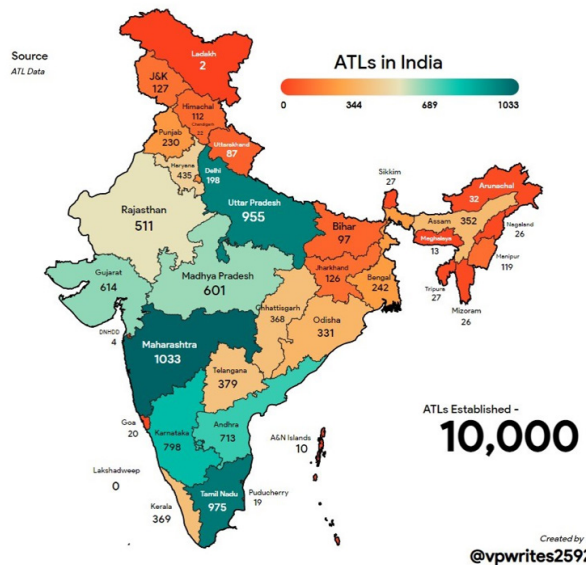 Source
ATL Data
ATLs in India
0
344
689
1033
Ladakh
2
J&K
127
Himachal
112
Chandigarh
22
Punjab
230
Uttarakhand
87
Haryana
435
Delhi
198
Rajasthan
511
Uttar Pradesh
955
Bihar
97
Sikkim
27
Arunachal
32
Assam
352
Nagaland
26
Meghalaya
13
Manipur
119
Tripura
27
Mizoram
26
Gujarat
614
Madhya Pradesh
601
Jharkhand
126
Bengal
242
Chhattisgarh
368
Odisha
331
DNHDD
4
Maharashtra
1033
Telangana
379
Goa
20
Karnataka
798
Andhra
713
A&N Islands
10
Lakshadweep
0
Kerala
369
Tamil Nadu
975
Puducherry
19
ATLs Established -
10,000
Created by
@vpwrites2592